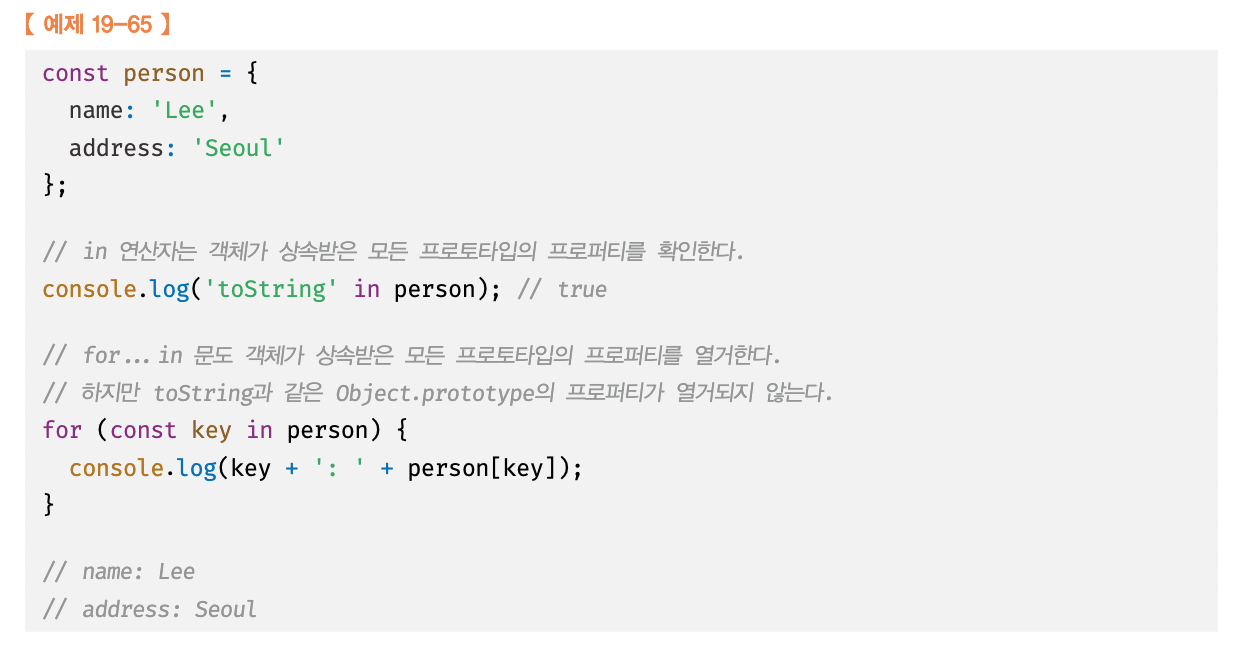 【 예제 19-65 】
const person = {
  name: 'Lee',
  address: 'Seoul'
};
// in 연산자는 객체가 상속받은 모든 프로토타입의 프로퍼티를 확인한다.
console.log('toString' in person); // true
// for...in 문도 객체가 상속받은 모든 프로토타입의 프로퍼티를 열거한다.
// 하지만 toString과 같은 Object.prototype의 프로퍼티가 열거되지 않는다.
for (const key in person) {
  console.log(key + ': ' + person[key]);
}
// name: Lee
// address: Seoul